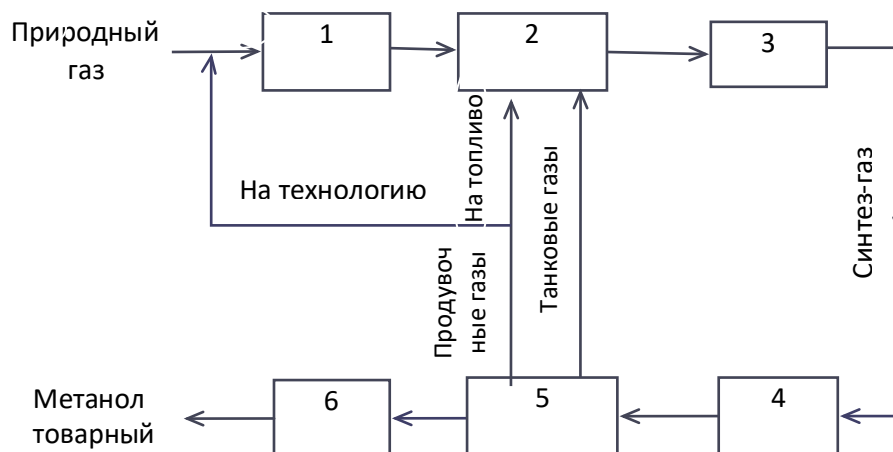 Природный
газ
1
2
3
На технологию
На топливо
Продувоч
ные газы
Танковые газы
Синтез-газ
Метанол
товарный
6
5
4